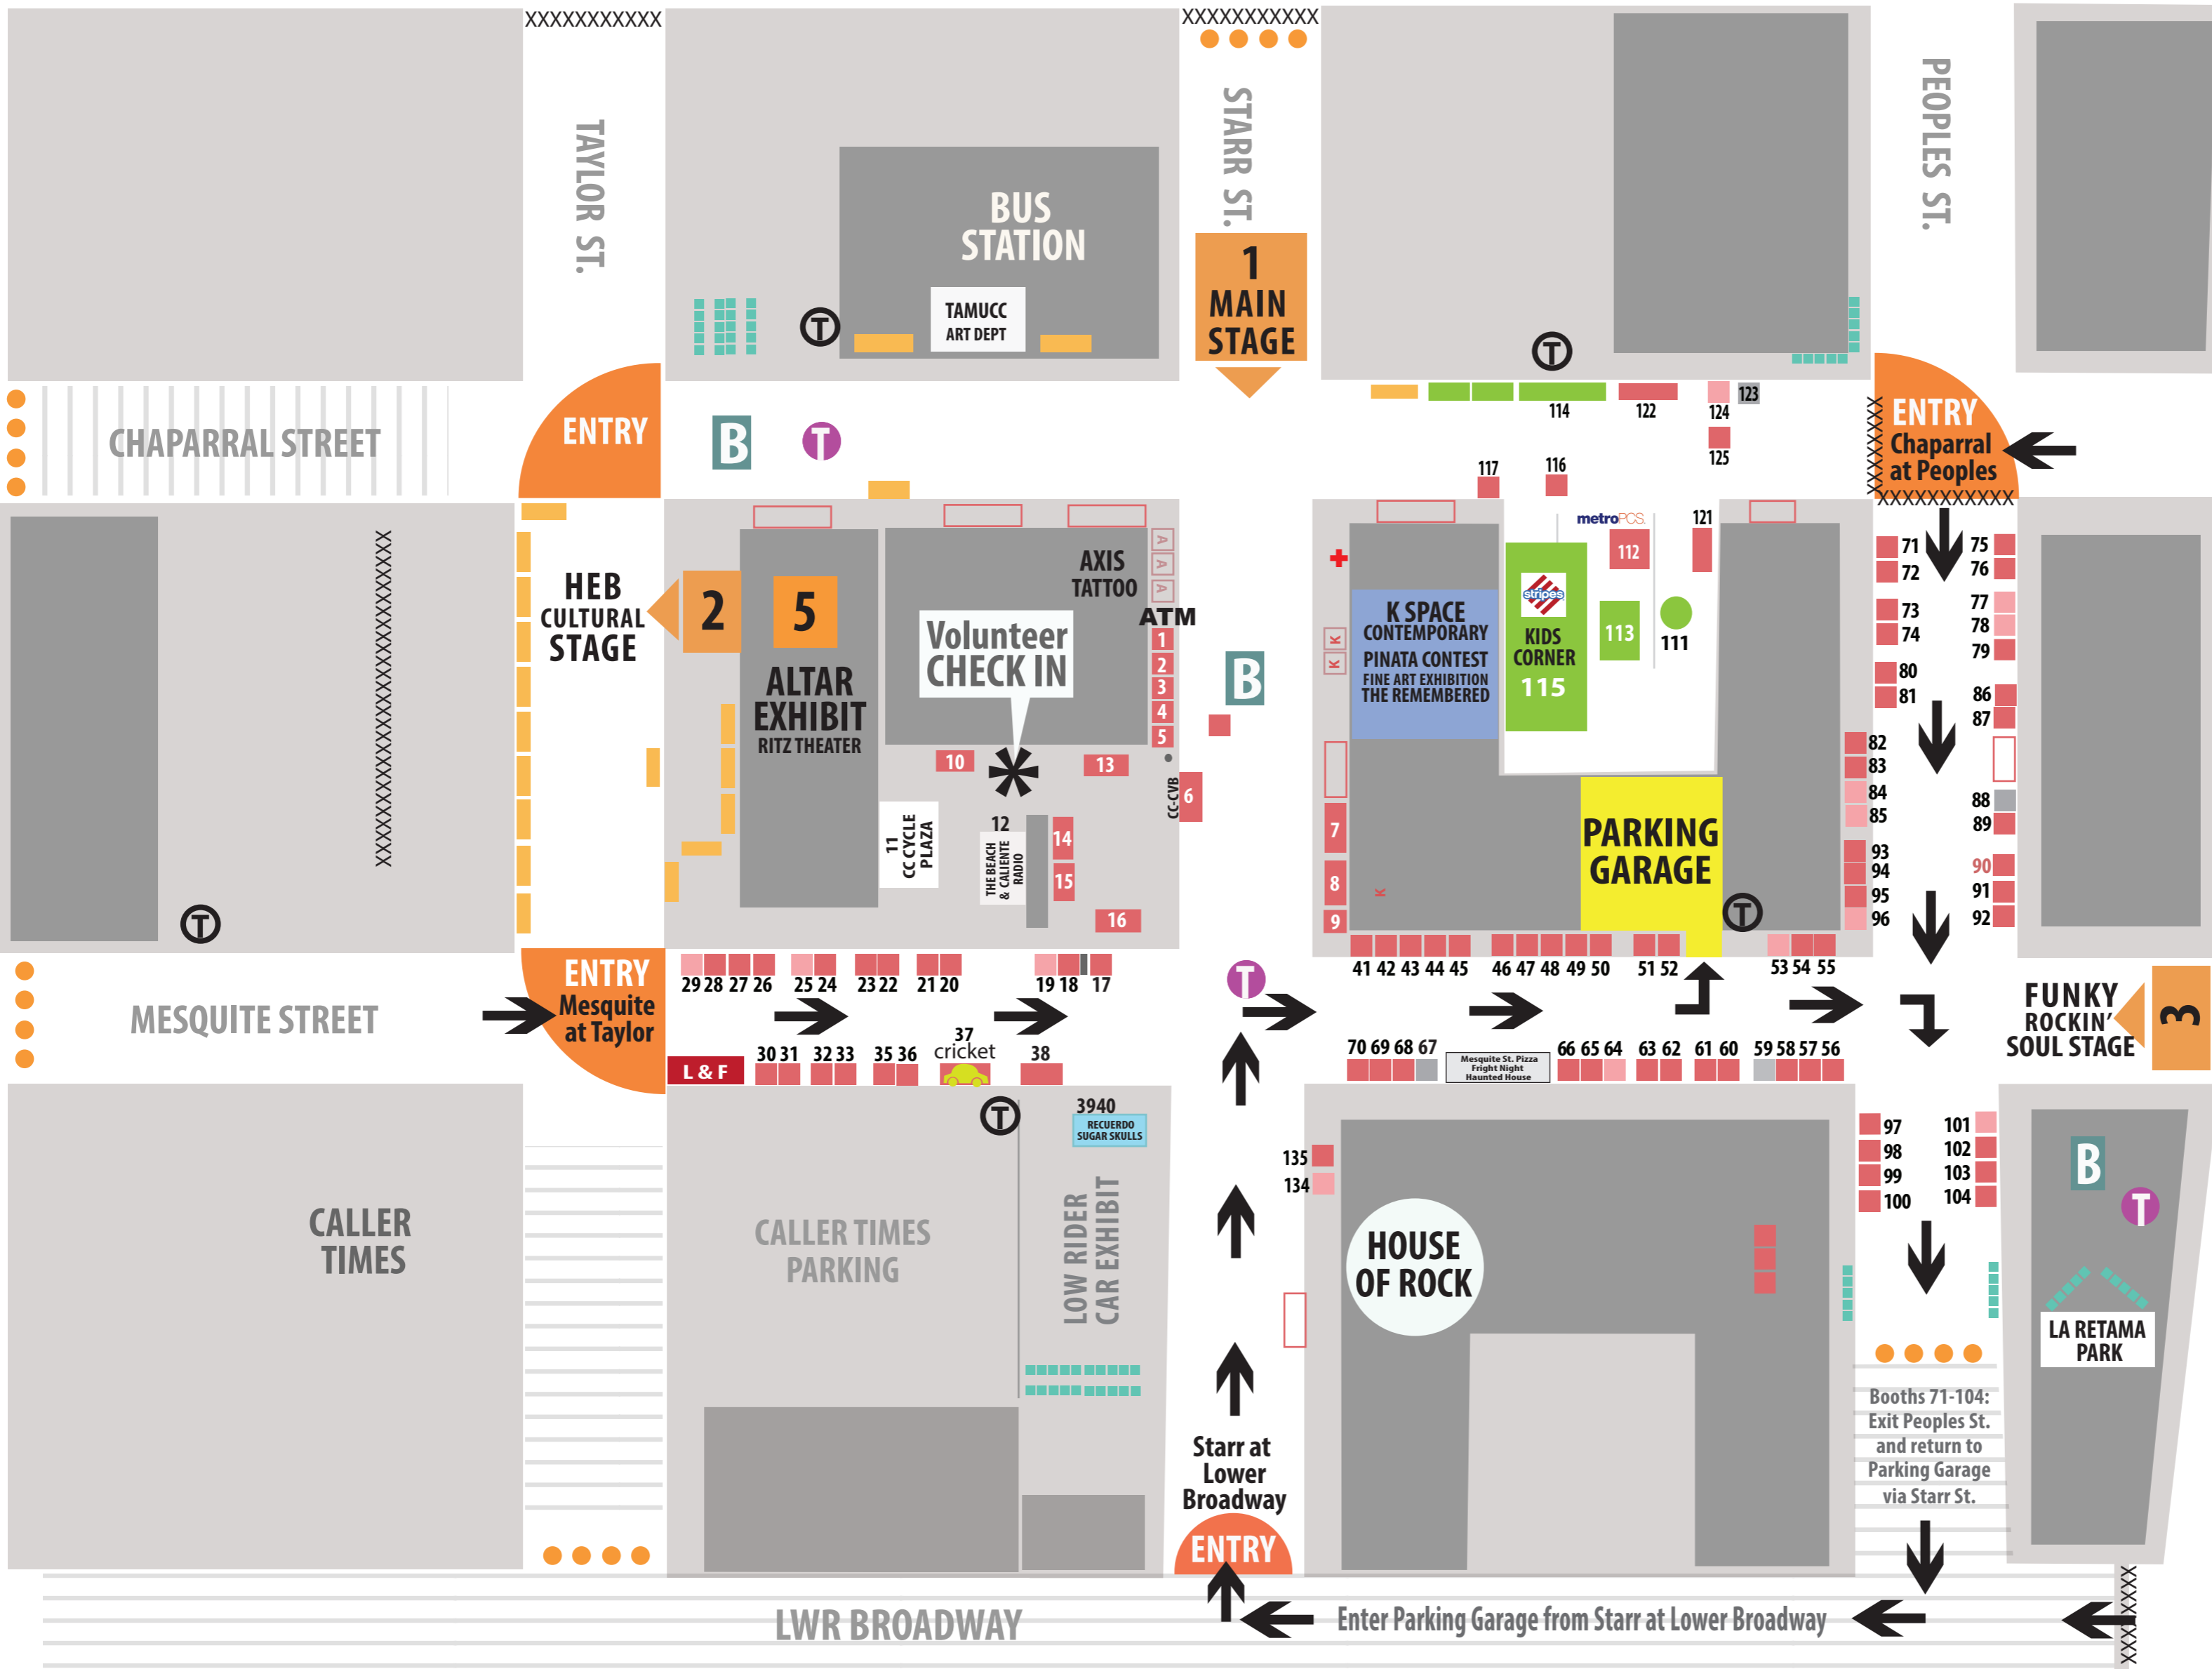 XXXXXXXXXXX
XXXXXXXXXXX
TAYLOR ST.
STARR ST.
PEOPLES ST.
BUS
STATION
TAMUCC
ART DEPT
T
1
MAIN
STAGE
T
CHAPARRAL STREET
ENTRY
B
T
114
122
124
123
125
117
116
ENTRY
Chaparral
at Peoples
HEB
CULTURAL
STAGE
2
5
ALTAR
EXHIBIT
RITZ THEATER
AXIS
TATTOO
A
A
A
ATM
Volunteer
CHECK IN
1
2
3
4
5
B
CC-CVB
6
10
13
11
CC CYCLE
PLAZA
12
THE BEACH
& CALIENTE
RADIO
14
15
16
K
K
K SPACE
CONTEMPORARY
PINATA CONTEST
FINE ART EXHIBITION
THE REMEMBERED
7
8
9
K
stripes
KIDS
CORNER
115
metroPCS.
112
113
111
121
PARKING
GARAGE
T
71
72
73
74
80
81
82
83
84
85
93
94
95
96
75
76
77
78
79
86
87
88
89
90
91
92
T
MESQUITE STREET
ENTRY
Mesquite
at Taylor
29 28 27 26 25 24 23 22 21 20 19 18 17
T
41 42 43 44 45 46 47 48 49 50 51 52 53 54 55
L & F
30 31 32 33 35 36
37
cricket
38
70 69 68 67
Mesquite St. Pizza
Fright Night
Haunted House
66 65 64 63 62 61 60 59 58 57 56
FUNKY
ROCKIN'
SOUL STAGE
3
CALLER
TIMES
T
3940
RECUERDO
SUGAR SKULLS
CALLER TIMES
PARKING
LOW RIDER
CAR EXHIBIT
135
134
HOUSE
OF ROCK
97
98
99
100
101
102
103
104
B
T
LA RETAMA
PARK
Booths 71-104:
Exit Peoples St.
and return to
Parking Garage
via Starr St.
Starr at
Lower
Broadway
ENTRY
LWR BROADWAY
Enter Parking Garage from Starr at Lower Broadway